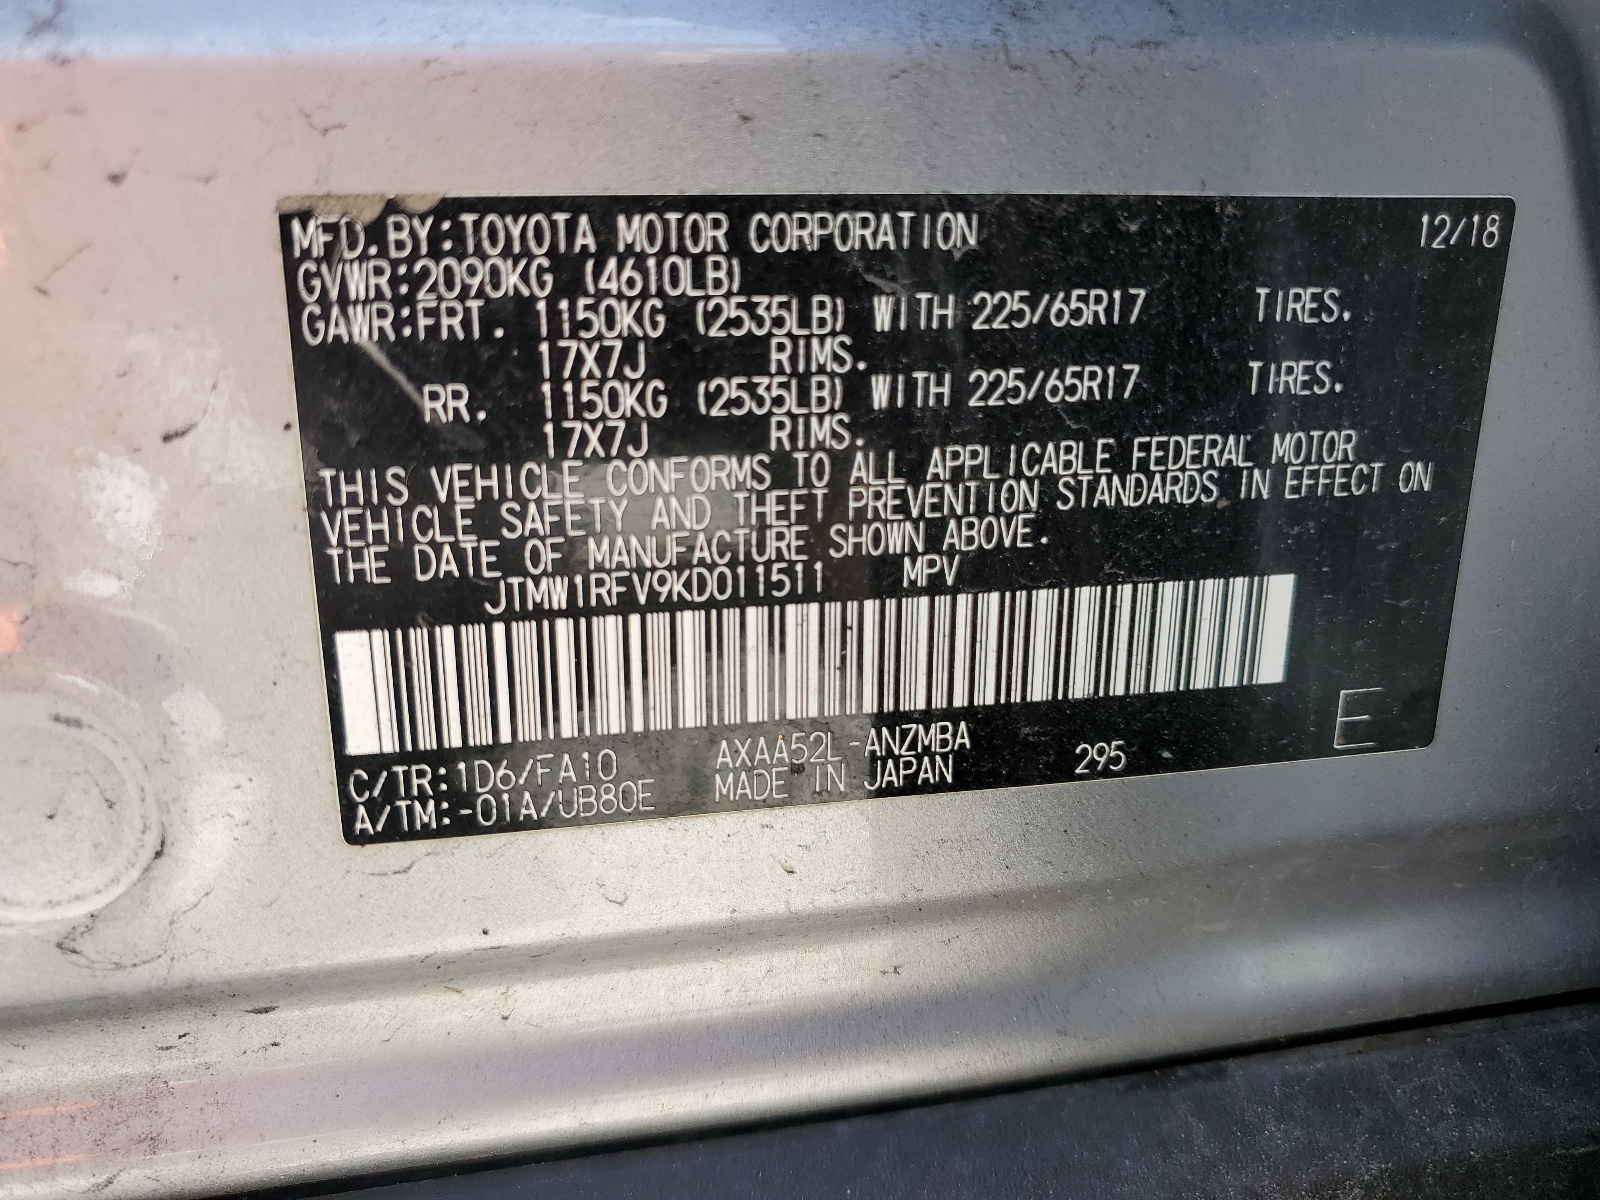 MFD. BY: TOYOTA MOTOR CORPORATION 12/18
GVWR: 2090KG (4610LB)
GAWR: FRT. 1150KG (2535LB) WITH 225/65R17 TIRES.
17X7J RIMS.
RR. 1150KG (2535LB) WITH 225/65R17 TIRES.
17X7J RIMS.
THIS VEHICLE CONFORMS TO ALL APPLICABLE FEDERAL MOTOR
VEHICLE SAFETY AND THEFT PREVENTION STANDARDS IN EFFECT ON
THE DATE OF MANUFACTURE SHOWN ABOVE.
JTMW1RFV9KD011511 MPV
C/TR: 1D6/FA10 AXAA52L-ANZMBA 295 E
A/TM: -01A/UB80E MADE IN JAPAN